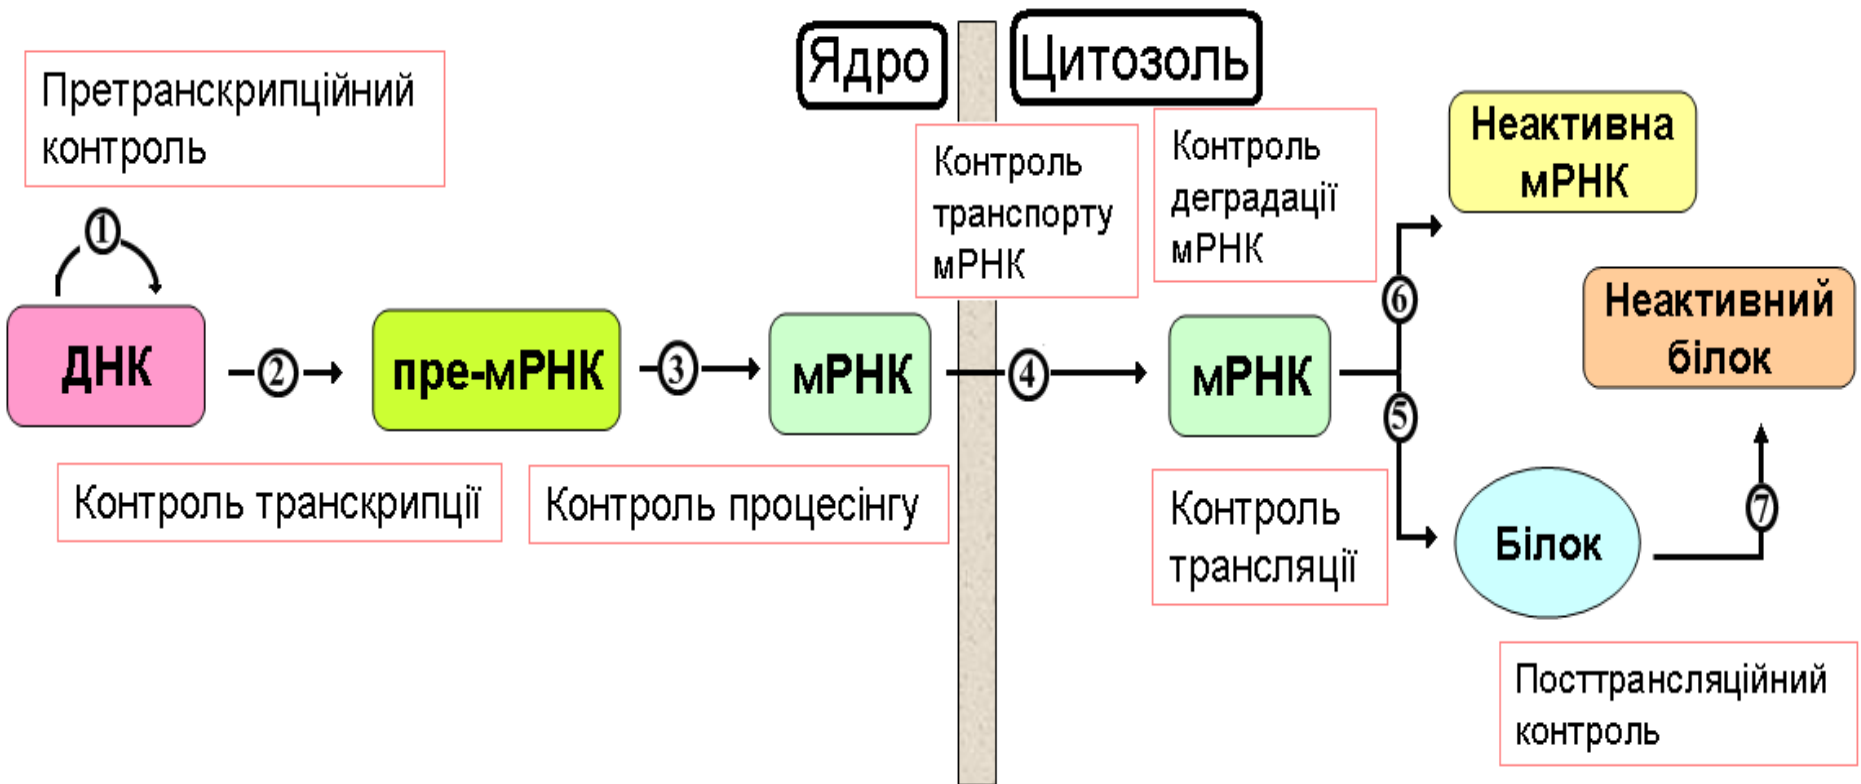 Ядро
Цитозоль
Претранскрипційний
контроль
Контроль
транспорту
мРНК
Контроль
деградації
мРНК
Неактивна
мРНК
1
ДНК
2
пре-мРНК
3
мРНК
4
мРНК
6
5
Неактивний
білок
Контроль транскрипції
Контроль процесінгу
Контроль
трансляції
Білок
7
Посттрансляційний
контроль